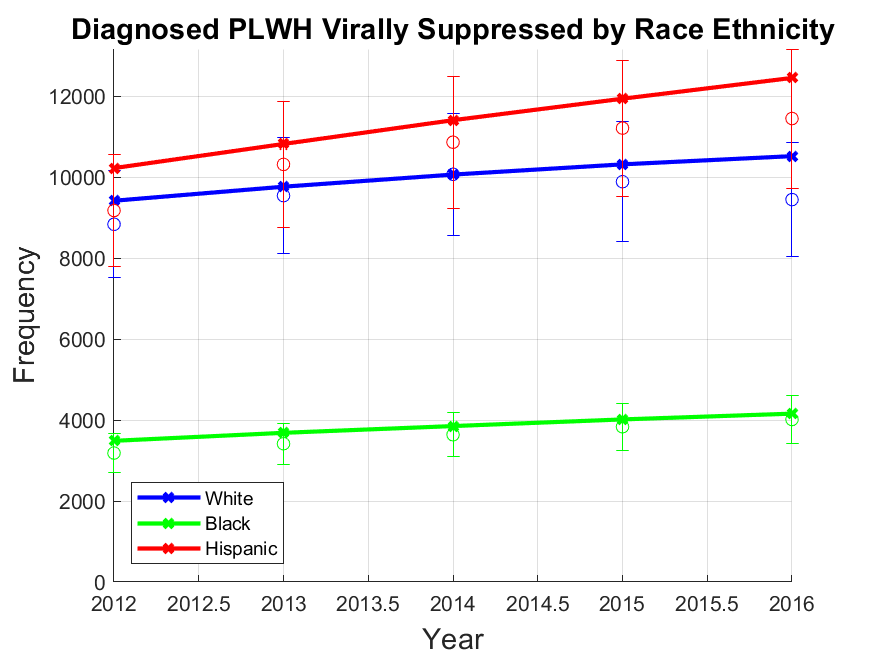 Diagnosed PLWH Virally Suppressed by Race Ethnicity
12000
10000
8000
6000
4000
2000
0
Frequency
White
Black
Hispanic
2012 2012.5 2013 2013.5 2014 2014.5 2015 2015.5 2016
Year